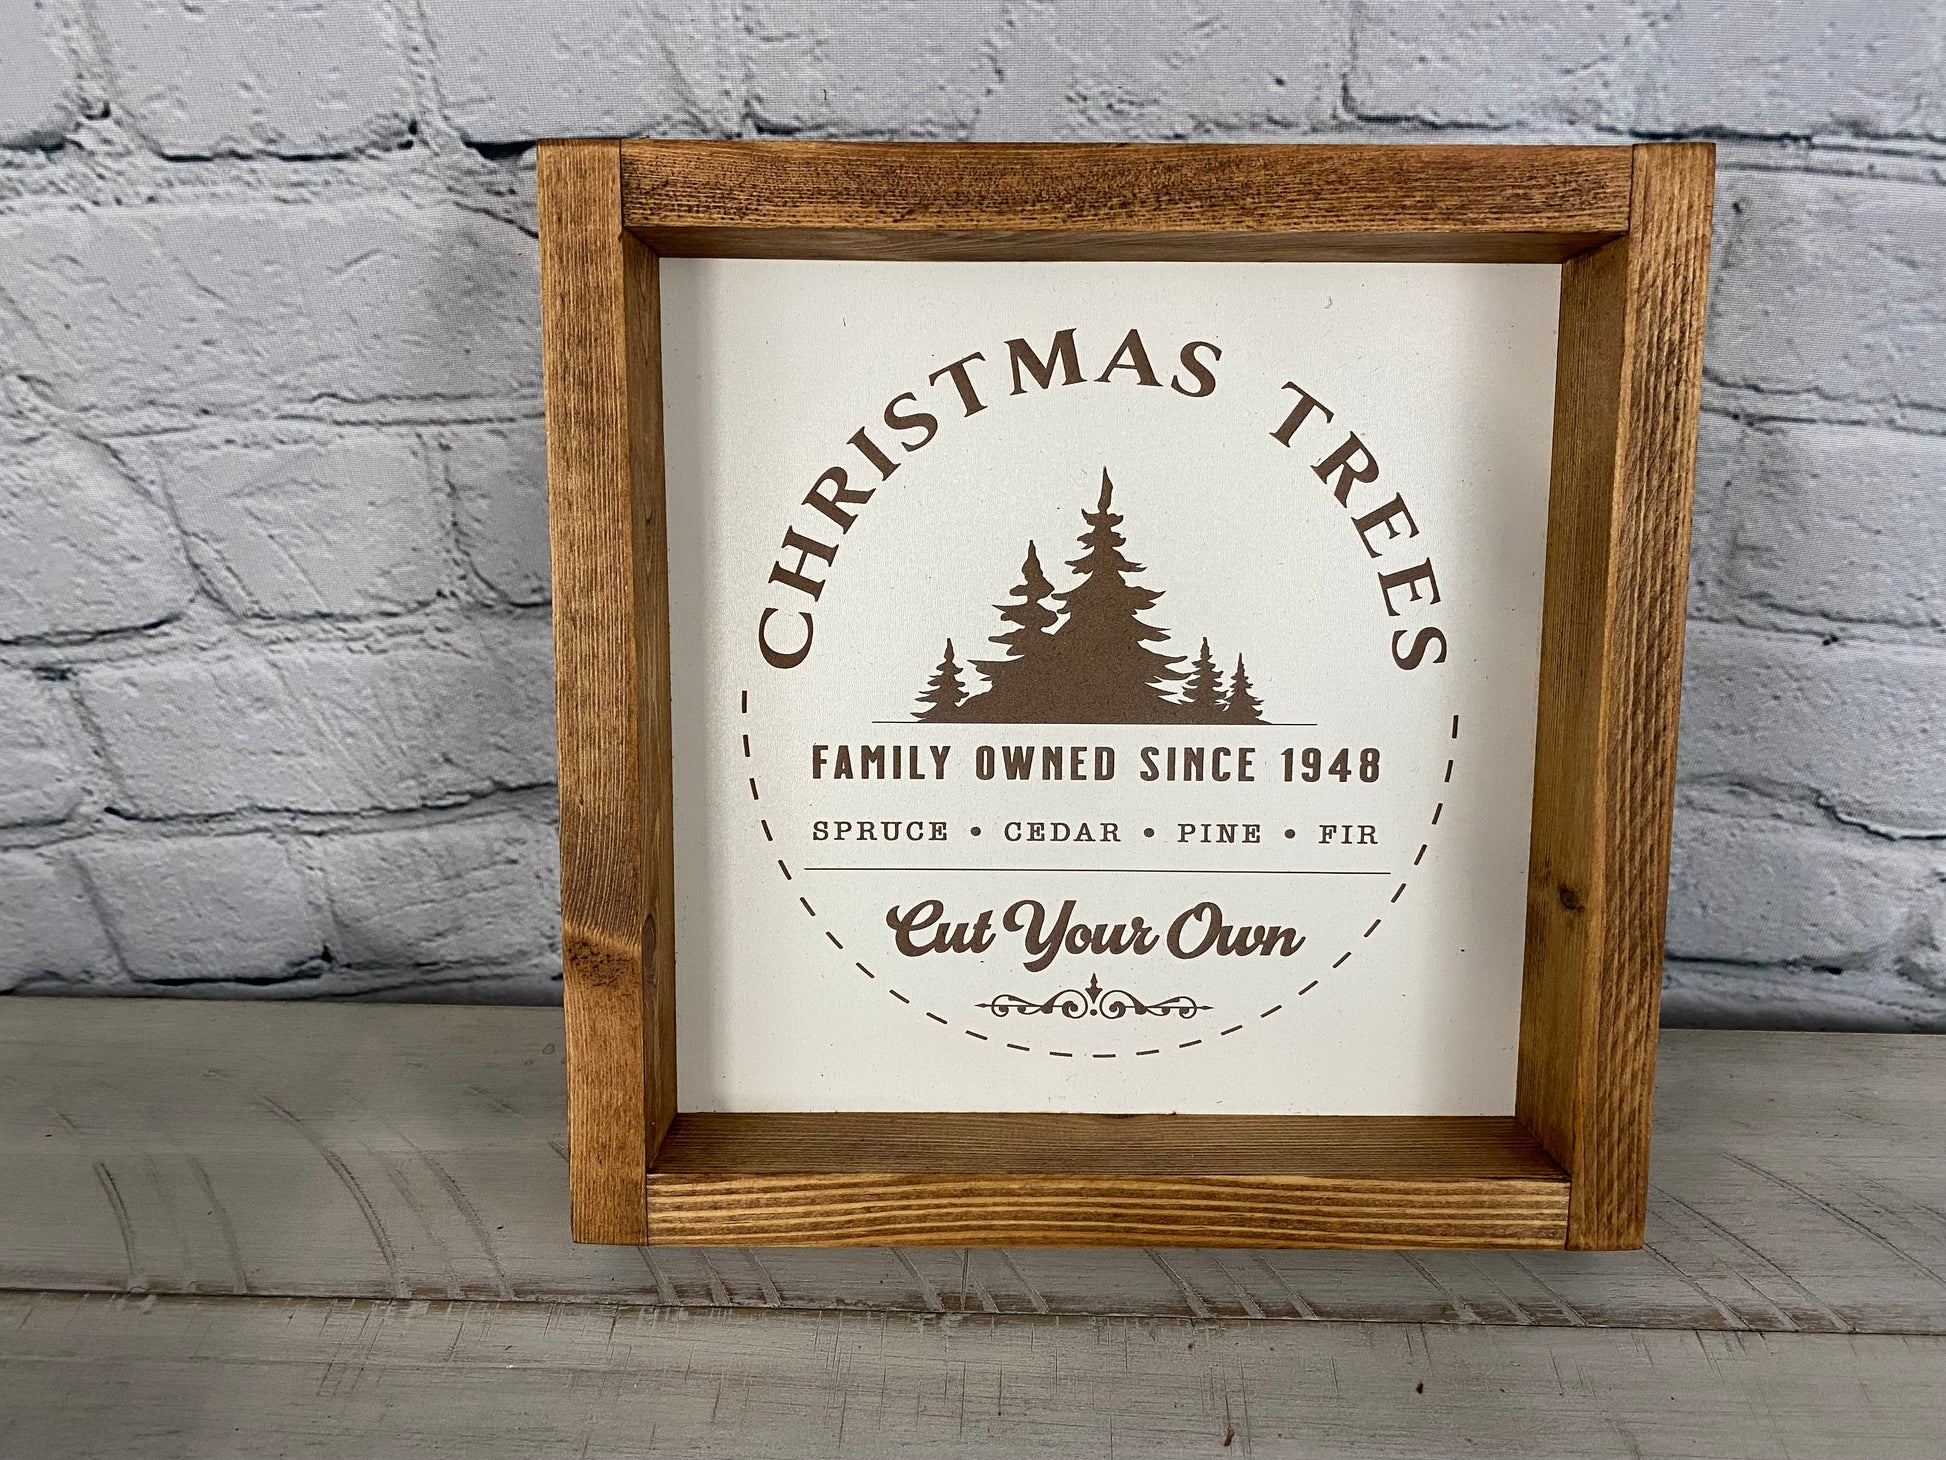 CHRISTMAS TREES
FAMILY OWNED SINCE 1948
SPRUCE • CEDAR • PINE • FIR
Cut Your Own